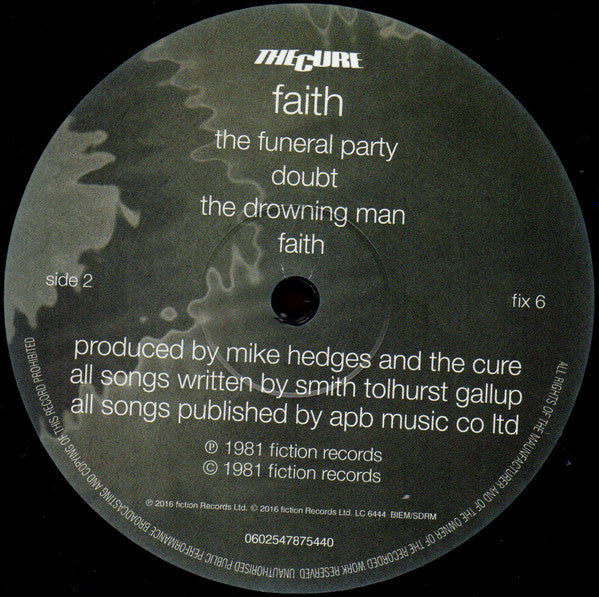 THE CURE
faith
the funeral party
doubt
the drowning man
faith
side 2
fix 6
produced by mike hedges and the cure
all songs written by smith tolhurst gallup
all songs published by apb music co ltd
℗ 1981 fiction records
© 1981 fiction records
℗ 2016 fiction Records Ltd. © 2016 fiction Records Ltd. LC 6444 BIEM/SDRM
0602547875440
ALL RIGHTS OF THE MANUFACTURER AND OF THE OWNER OF THE RECORDED WORK RESERVED. UNAUTHORISED PUBLIC PERFORMANCE BROADCASTING AND COPYING OF THIS RECORD PROHIBITED